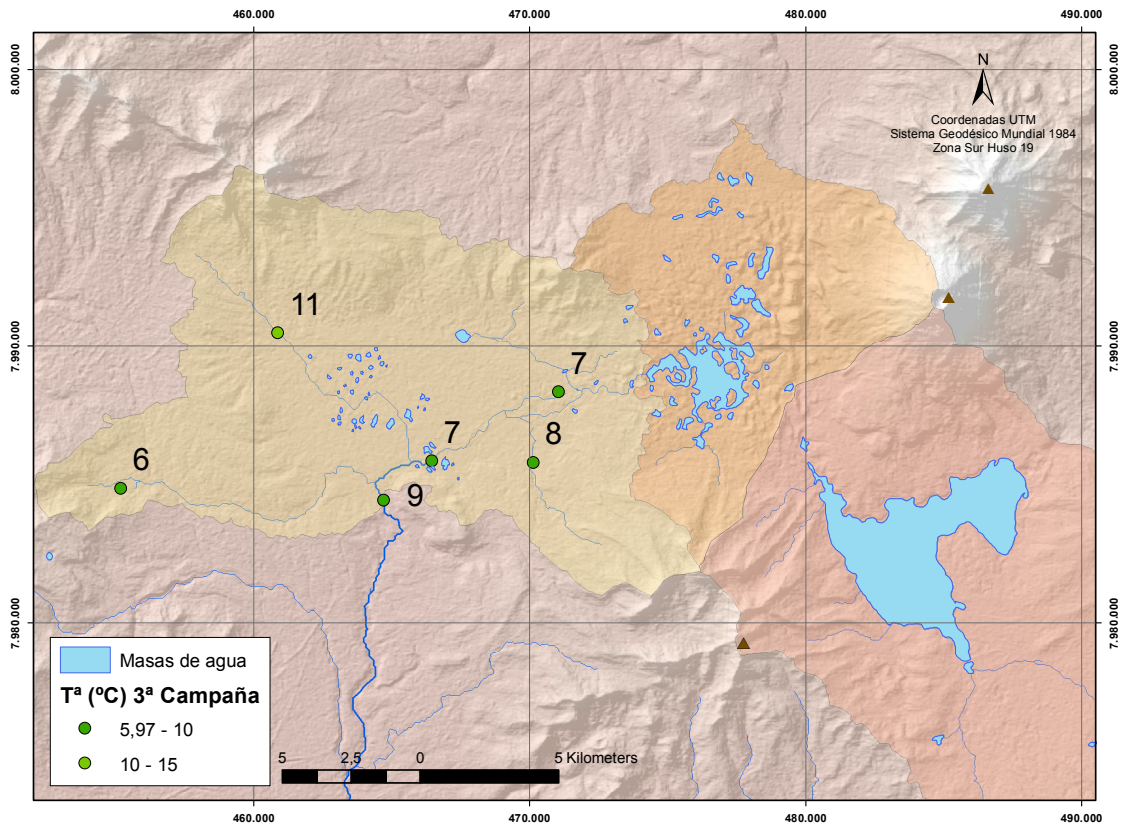 460.000
470.000
480.000
490.000
8.000.000
8.000.000
N
Coordenadas UTM
Sistema Geodésico Mundial 1984
Zona Sur Huso 19
11
7.990.000
7.990.000
7
7
8
6
9
7.980.000
7.980.000
Masas de agua
Tª (ºC) 3ª Campaña
5,97 - 10
10 - 15
5
2,5
0
5 Kilometers
460.000
470.000
480.000
490.000